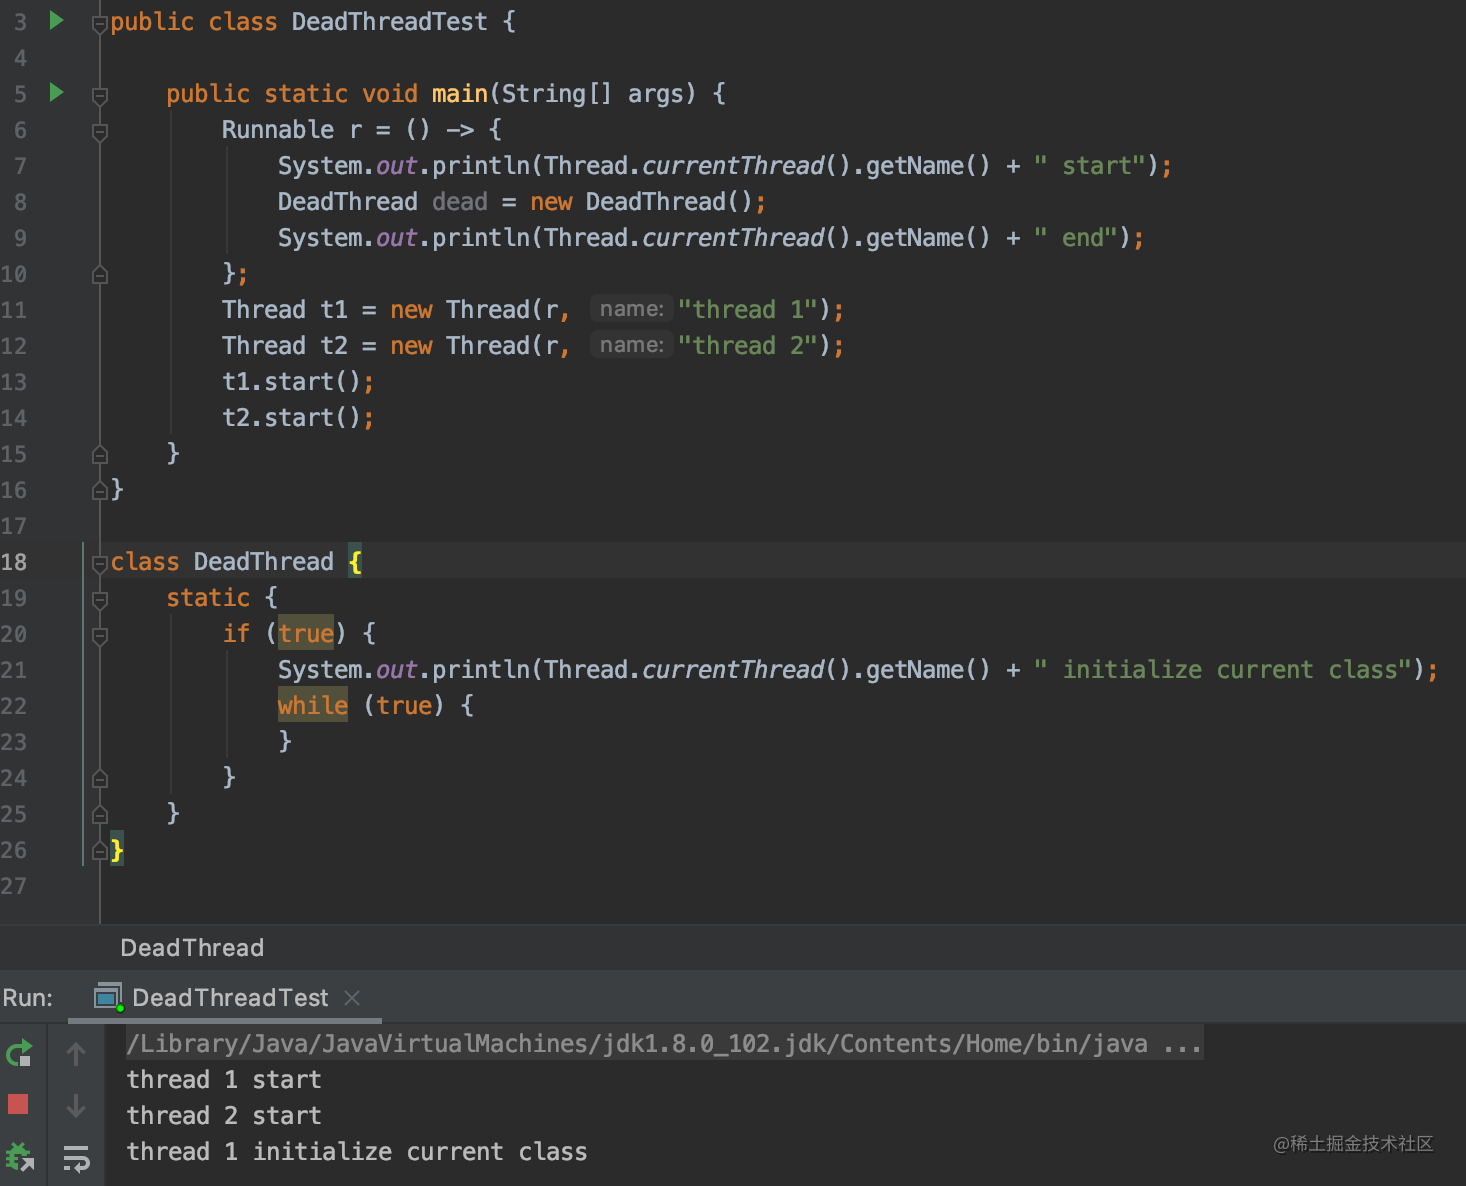 3 public class DeadThreadTest {
4
5 public static void main(String[] args) {
6 Runnable r = () -> {
7 System.out.println(Thread.currentThread().getName() + " start");
8 DeadThread dead = new DeadThread();
9 System.out.println(Thread.currentThread().getName() + " end");
10 };
11 Thread t1 = new Thread(r, name: "thread 1");
12 Thread t2 = new Thread(r, name: "thread 2");
13 t1.start();
14 t2.start();
15 }
16 }
17
18 class DeadThread {
19 static {
20 if (true) {
21 System.out.println(Thread.currentThread().getName() + " initialize current class");
22 while (true) {
23 }
24 }
25 }
26 }
27
DeadThread
Run: DeadThreadTest
/Library/Java/JavaVirtualMachines/jdk1.8.0_102.jdk/Contents/Home/bin/java ...
thread 1 start
thread 2 start
thread 1 initialize current class
@稀土掘金技术社区